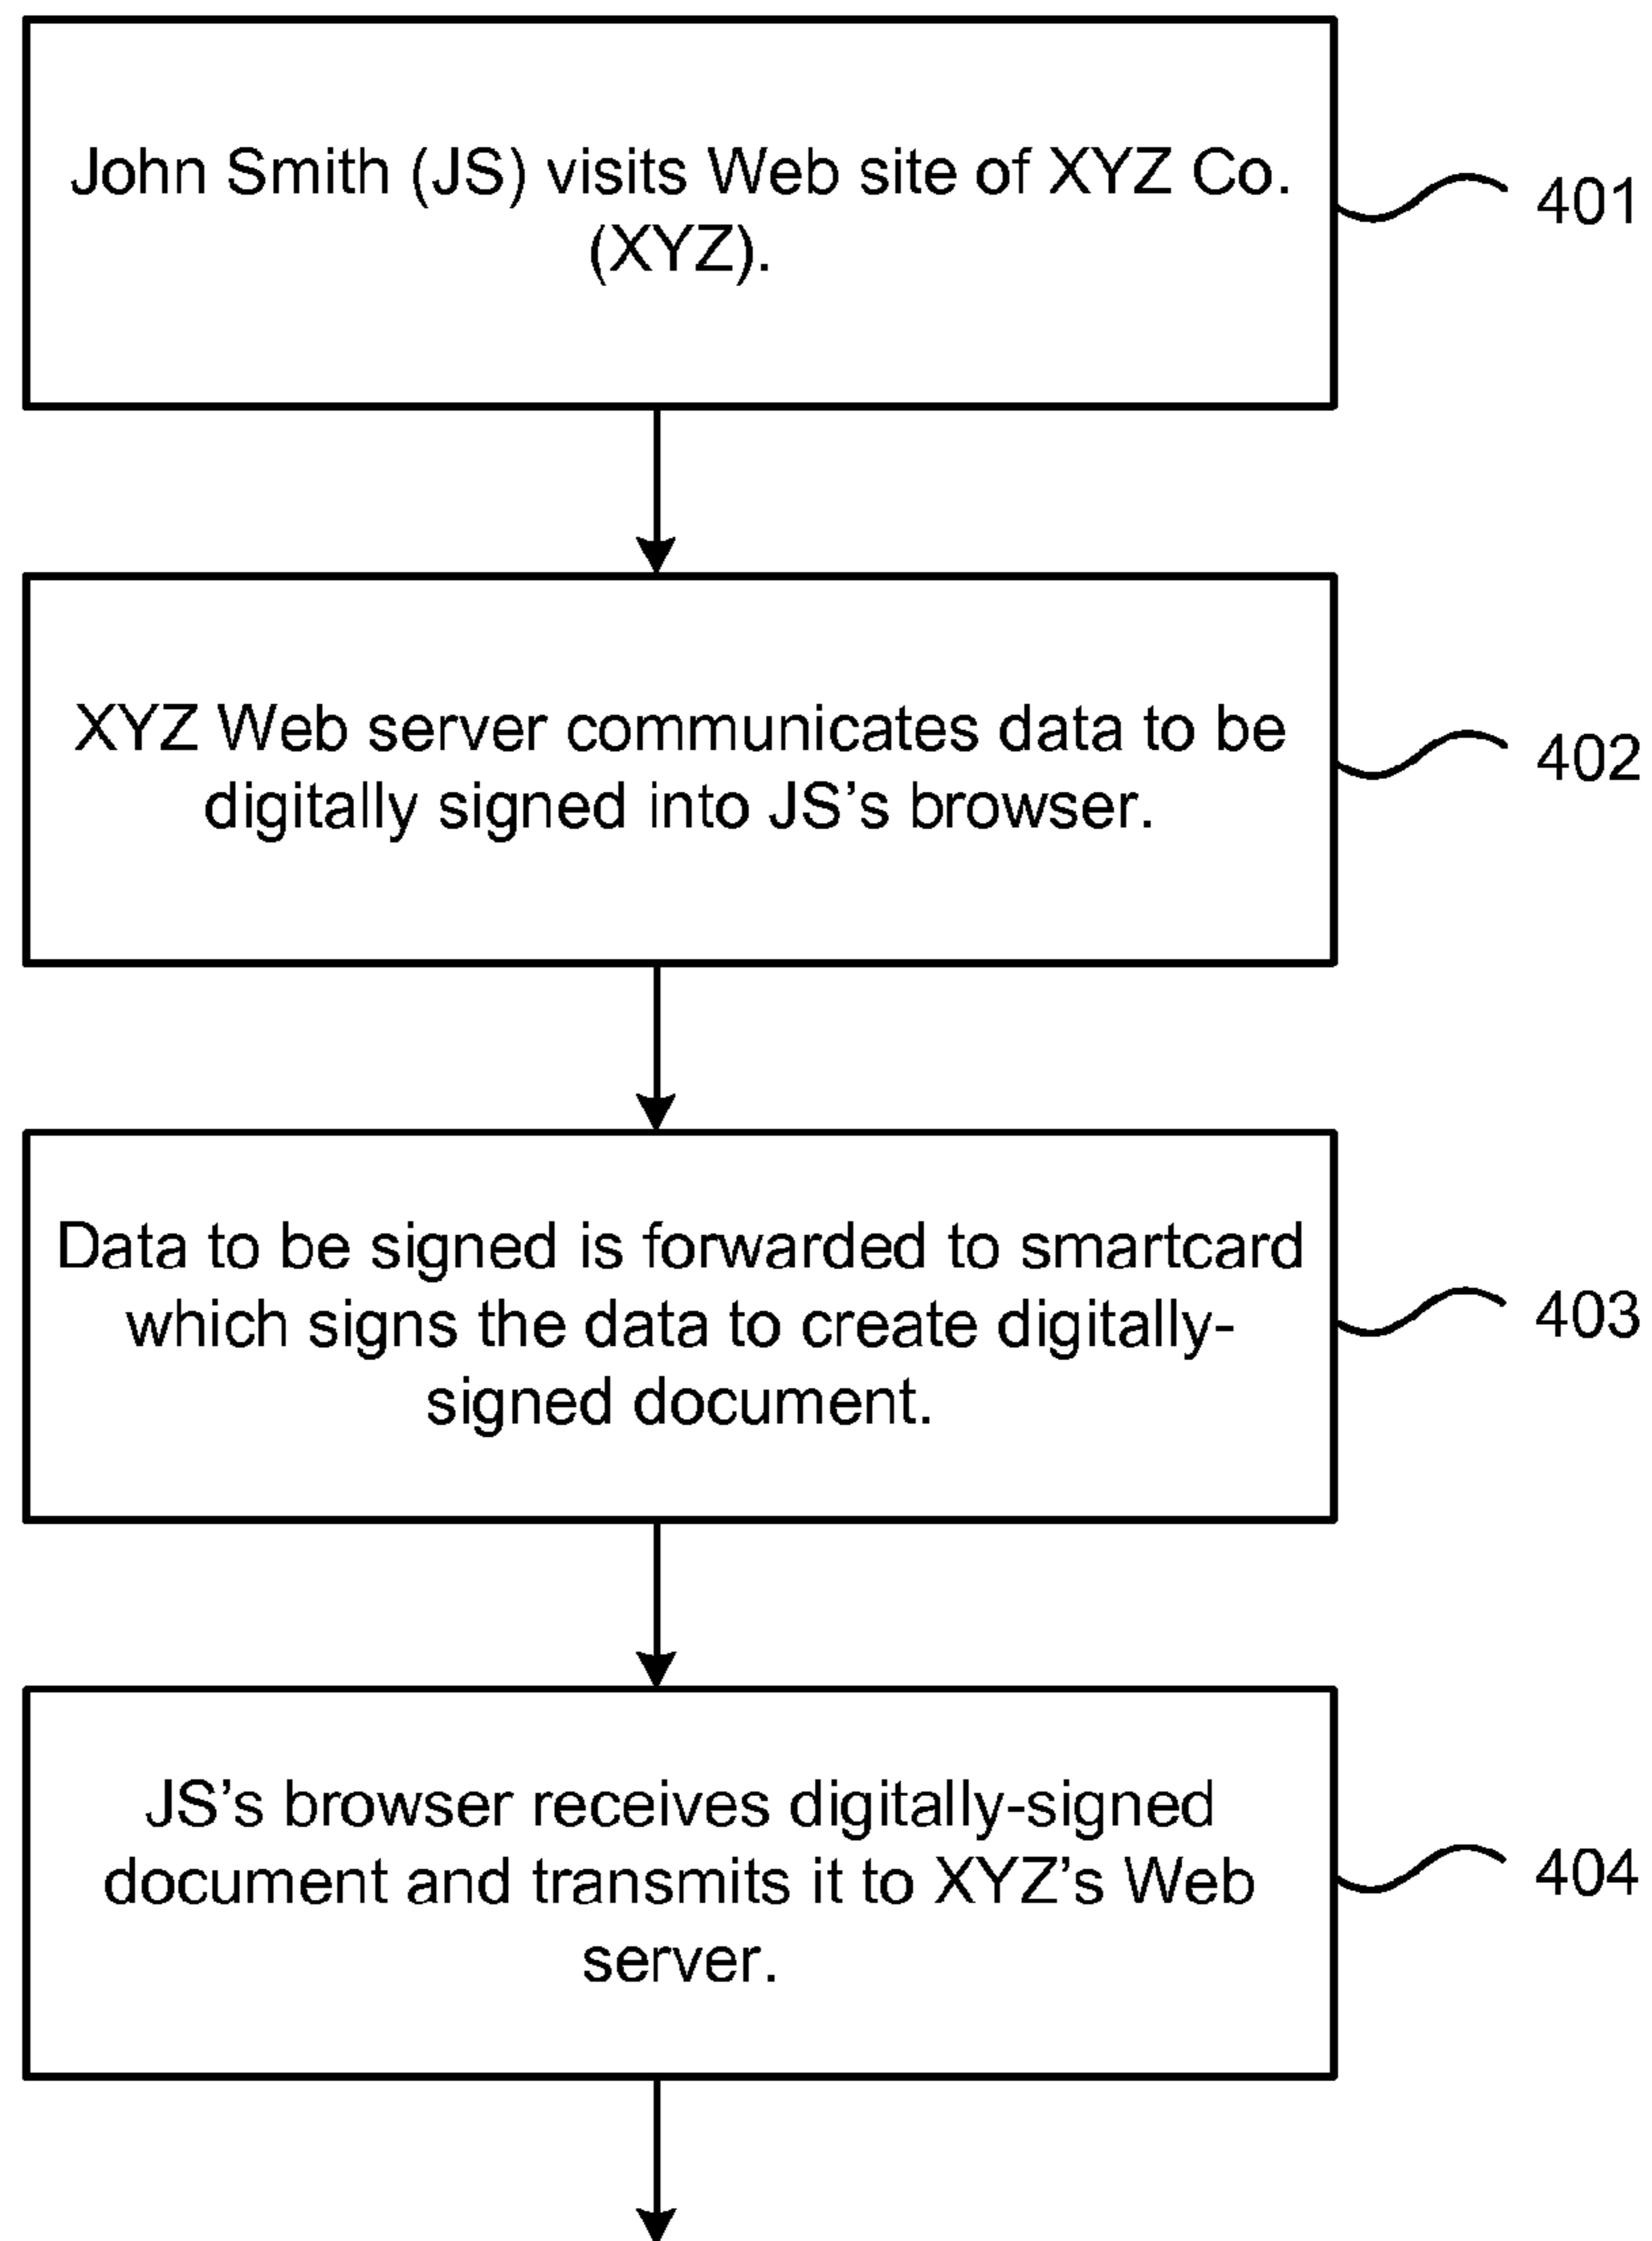 John Smith (JS) visits Web site of XYZ Co.
(XYZ).
401
XYZ Web server communicates data to be
digitally signed into JS’s browser.
402
Data to be signed is forwarded to smartcard
which signs the data to create digitally-
signed document.
403
JS’s browser receives digitally-signed
document and transmits it to XYZ’s Web
server.
404